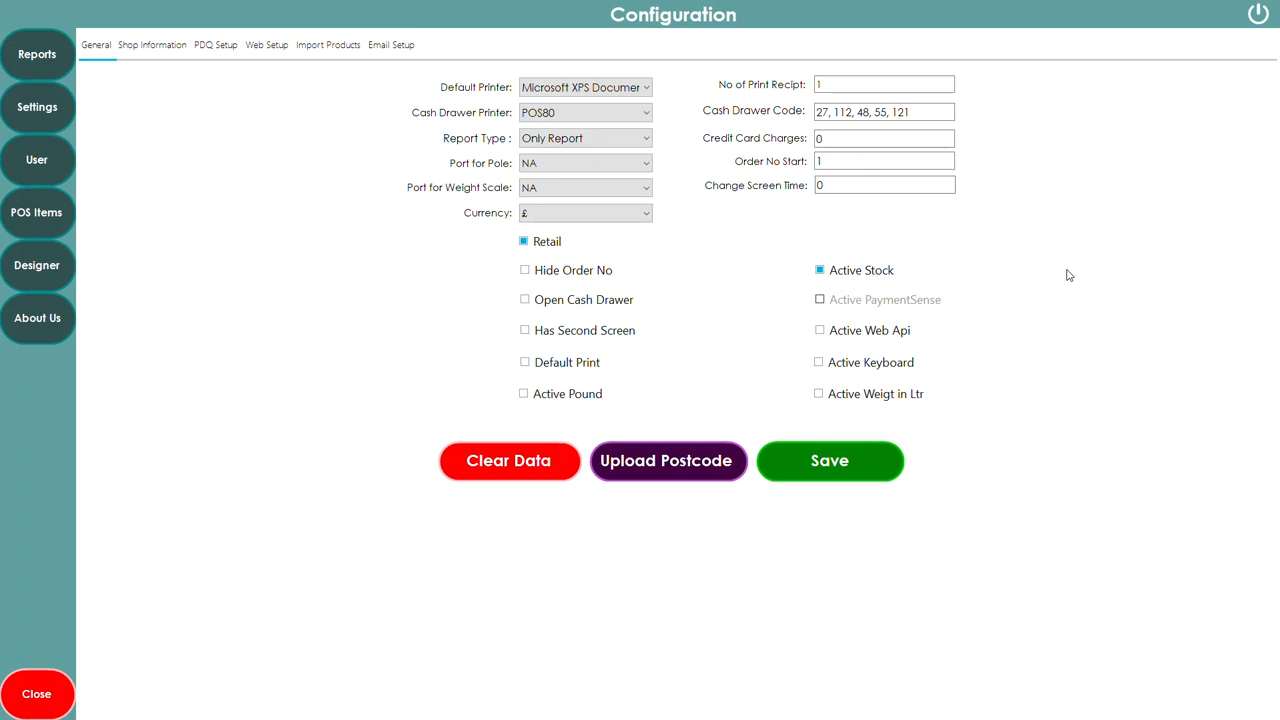 Configuration
Reports
Settings
User
POS Items
Designer
About Us
Close
General Shop Information PDQ Setup Web Setup Import Products Email Setup
Default Printer: Microsoft XPS Documer
Cash Drawer Printer: POS80
Report Type : Only Report
Port for Pole: NA
Port for Weight Scale: NA
Currency: £
No of Print Recipt: 1
Cash Drawer Code: 27, 112, 48, 55, 121
Credit Card Charges: 0
Order No Start: 1
Change Screen Time: 0
Retail
Hide Order No
Open Cash Drawer
Has Second Screen
Default Print
Active Pound
Active Stock
Active PaymentSense
Active Web Api
Active Keyboard
Active Weigt in Ltr
Clear Data Upload Postcode Save